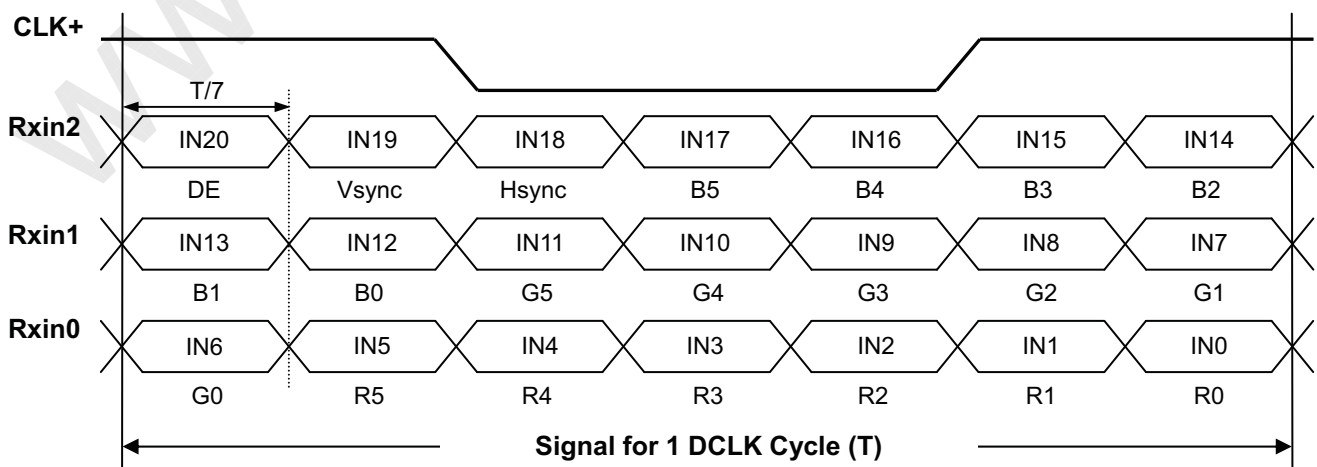 CLK+
T/7
Rxin2 IN20 IN19 IN18 IN17 IN16 IN15 IN14
DE Vsync Hsync B5 B4 B3 B2
Rxin1 IN13 IN12 IN11 IN10 IN9 IN8 IN7
B1 B0 G5 G4 G3 G2 G1
Rxin0 IN6 IN5 IN4 IN3 IN2 IN1 IN0
G0 R5 R4 R3 R2 R1 R0
Signal for 1 DCLK Cycle (T)